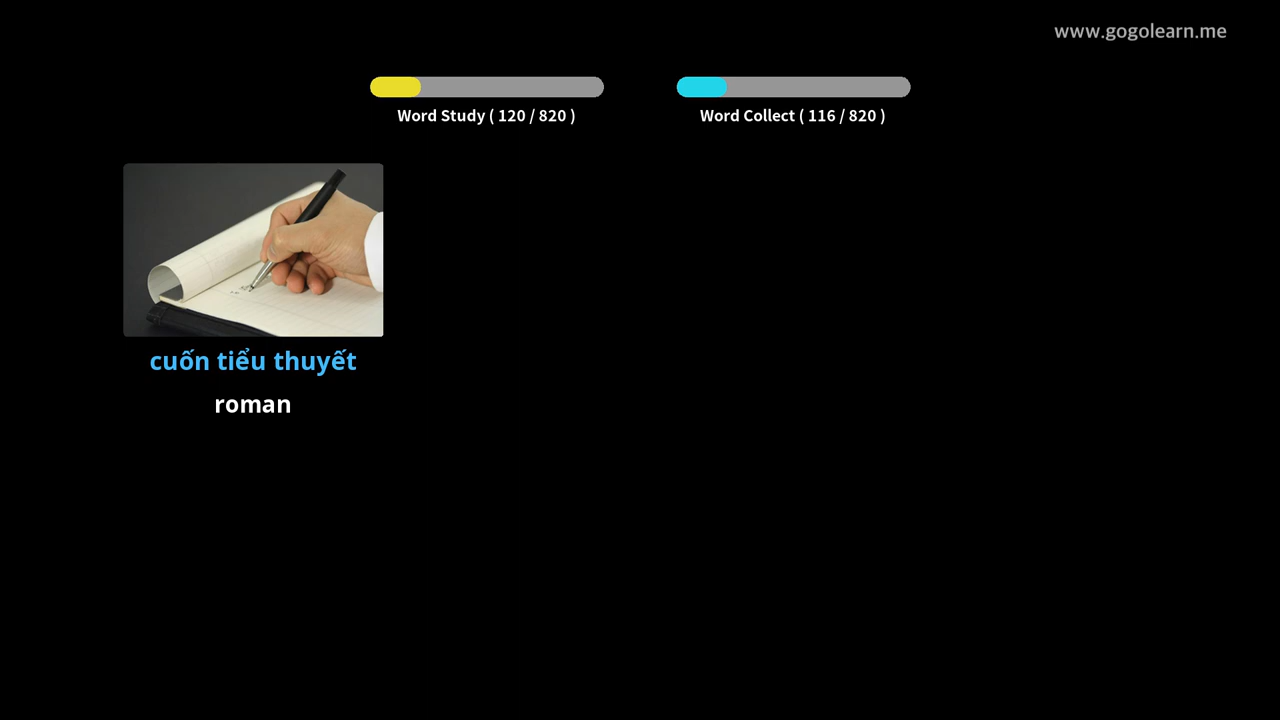 www.gogolearn.me
Word Study ( 120 / 820 )
Word Collect ( 116 / 820 )
cuốn tiểu thuyết
roman